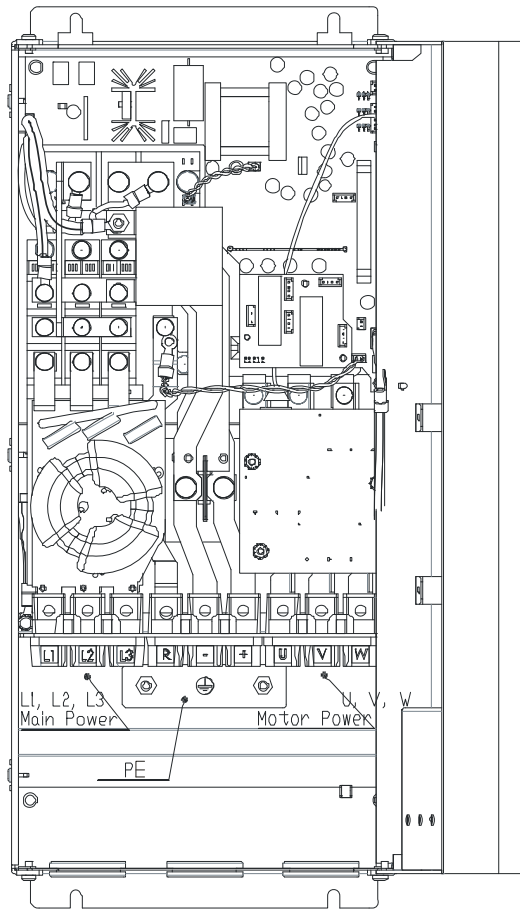 L1 L2 L3 R - + U V W
L1, L2, L3
Main Power
U, V, W
Motor Power
PE